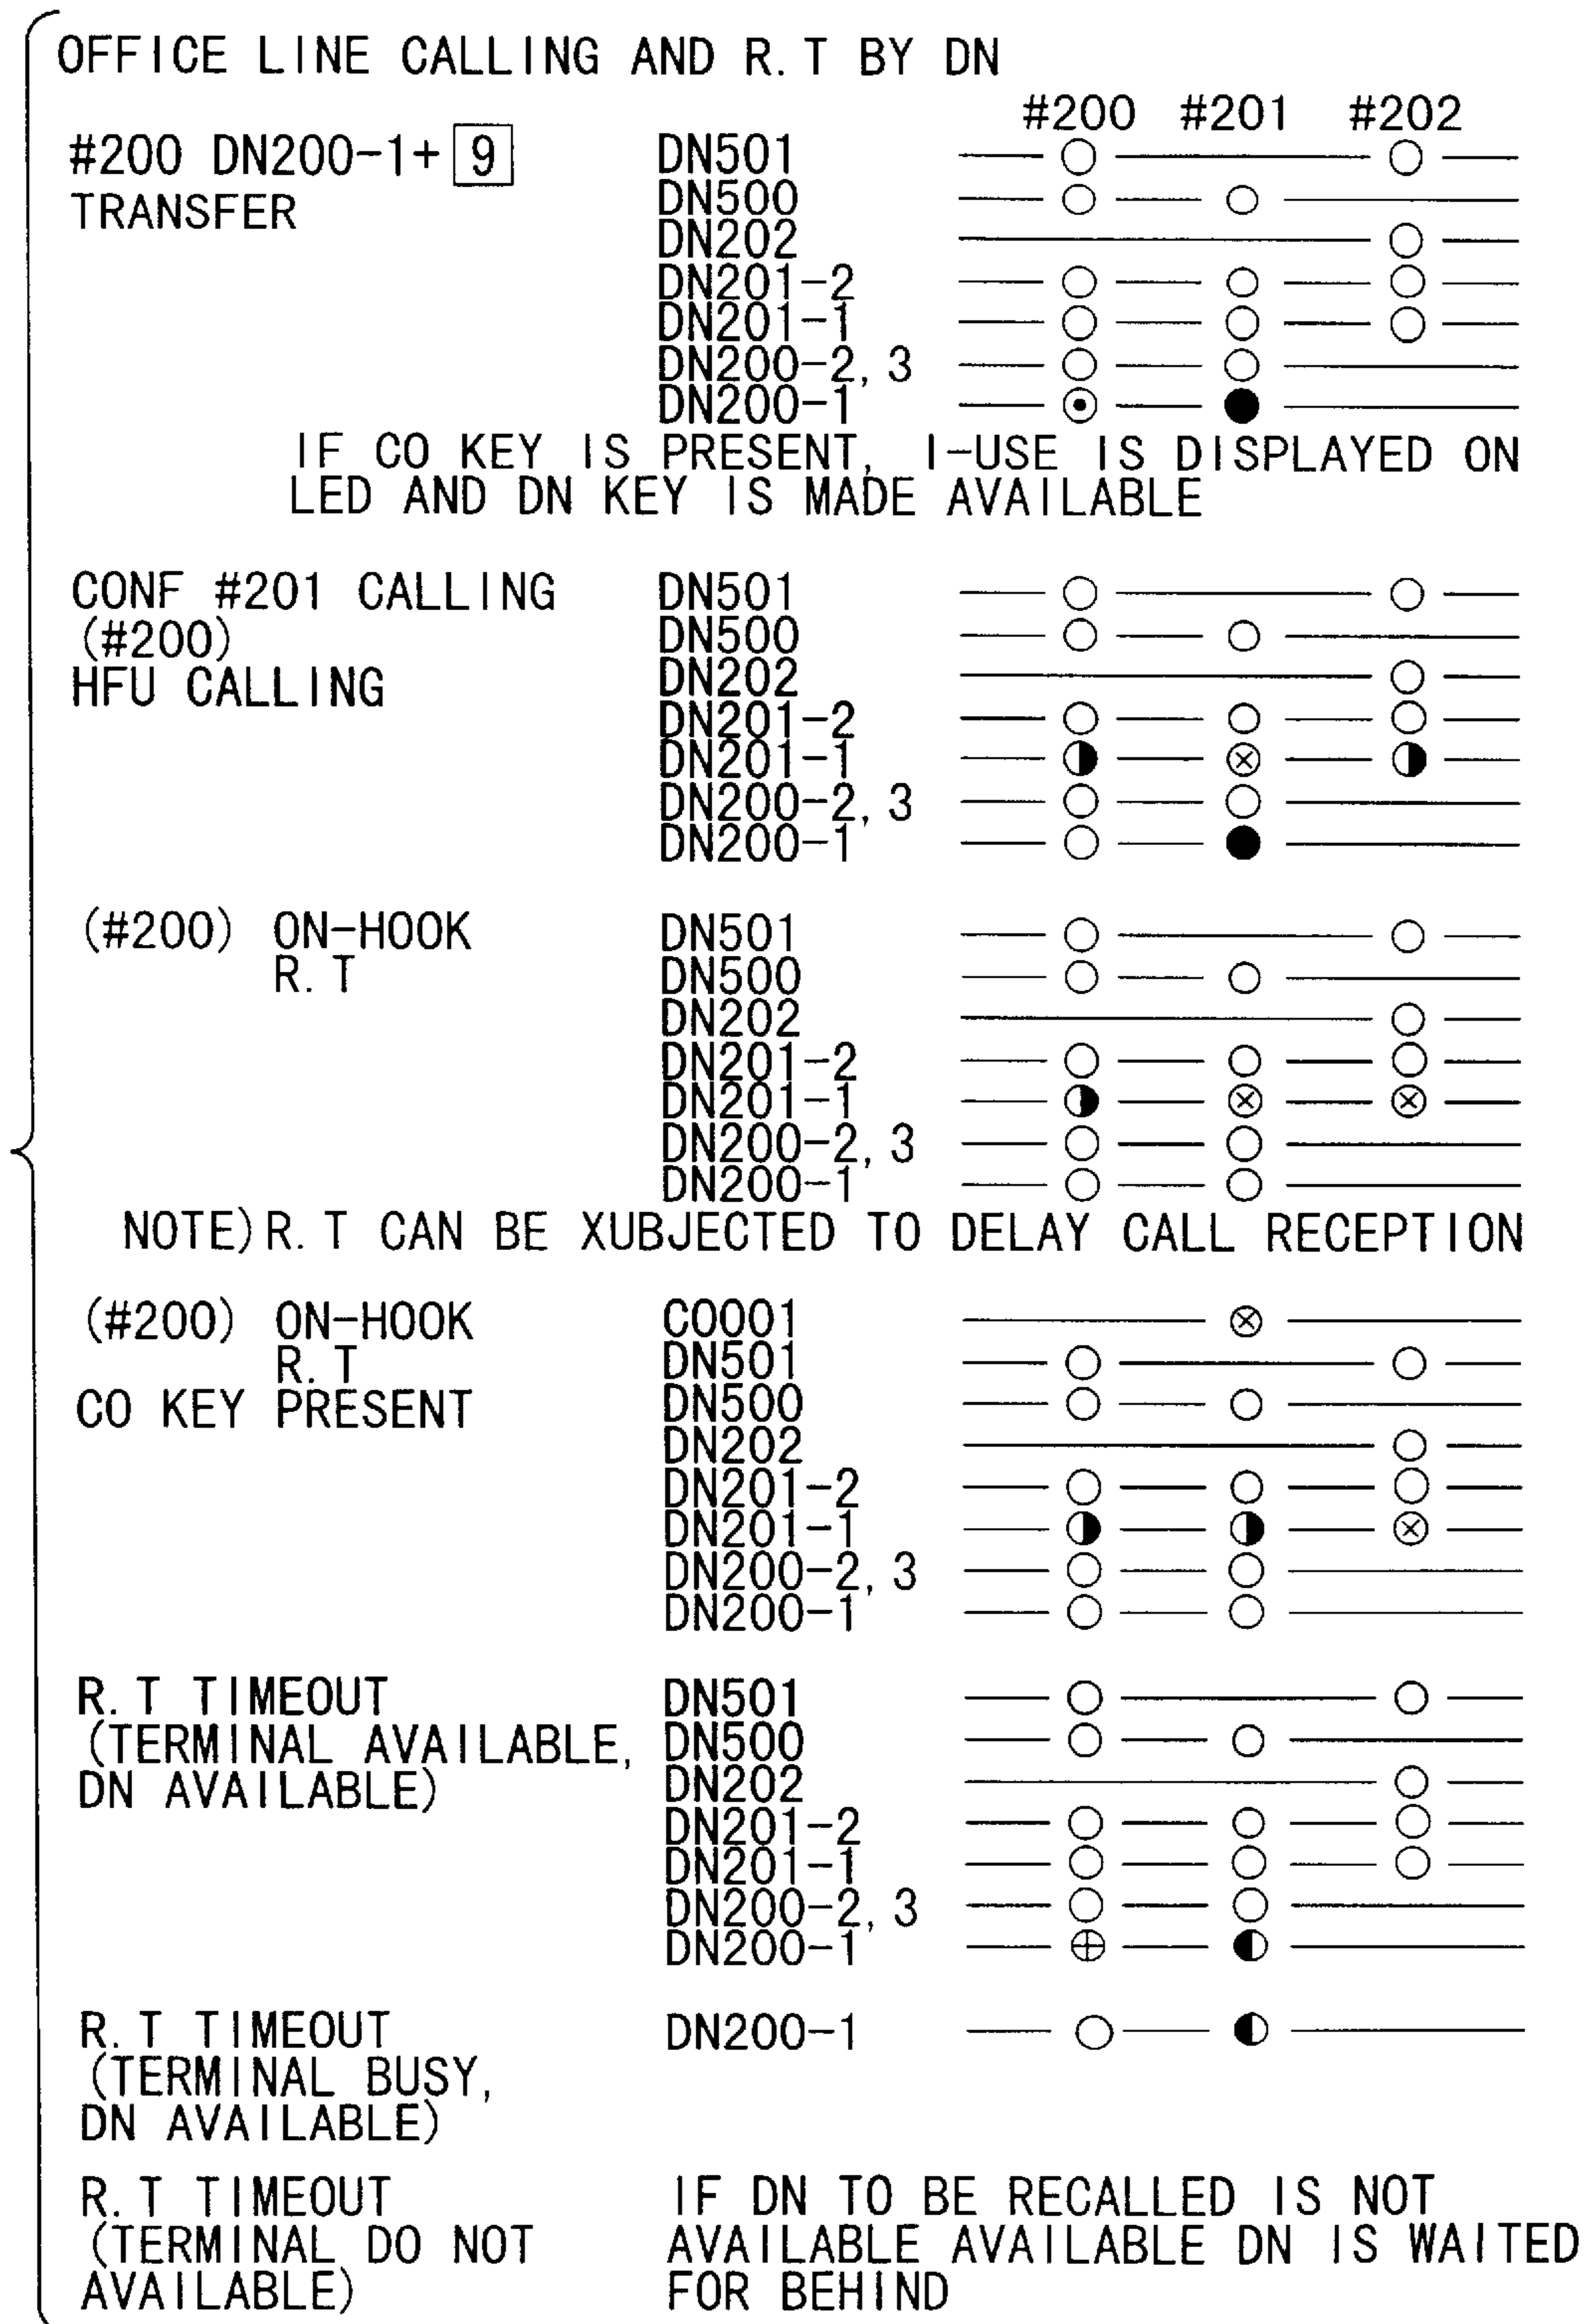 OFFICE LINE CALLING AND R.T BY DN
#200 #201 #202
#200 DN200-1+ 9 DN501
TRANSFER DN500
DN202
DN201-2
DN201-1
DN200-2,3
DN200-1
IF CO KEY IS PRESENT, I-USE IS DISPLAYED ON
LED AND DN KEY IS MADE AVAILABLE
CONF #201 CALLING DN501
(#200) DN500
HFU CALLING DN202
DN201-2
DN201-1
DN200-2,3
DN200-1
(#200) ON-HOOK DN501
R.T DN500
DN202
DN201-2
DN201-1
DN200-2,3
DN200-1
NOTE)R.T CAN BE XUBJECTED TO DELAY CALL RECEPTION
(#200) ON-HOOK CO001
R.T DN501
CO KEY PRESENT DN500
DN202
DN201-2
DN201-1
DN200-2,3
DN200-1
R.T TIMEOUT DN501
(TERMINAL AVAILABLE, DN500
DN AVAILABLE) DN202
DN201-2
DN201-1
DN200-2,3
DN200-1
R.T TIMEOUT DN200-1
(TERMINAL BUSY,
DN AVAILABLE)
R.T TIMEOUT IF DN TO BE RECALLED IS NOT
(TERMINAL DO NOT AVAILABLE AVAILABLE DN IS WAITED
AVAILABLE) FOR BEHIND